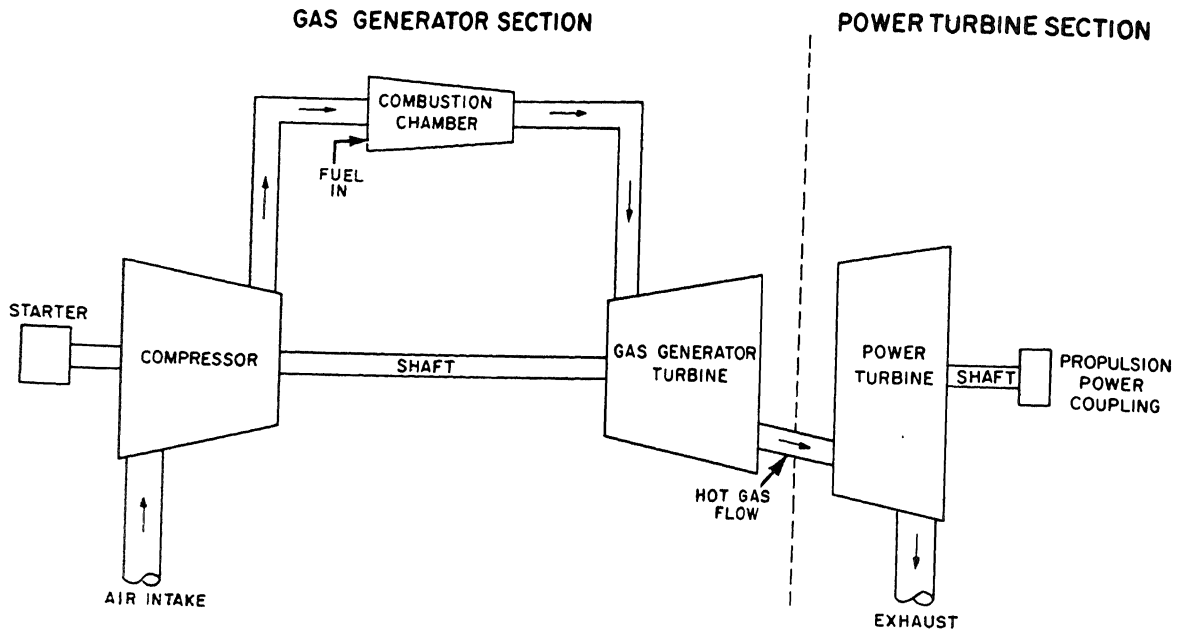 GAS GENERATOR SECTION
POWER TURBINE SECTION
COMBUSTION
CHAMBER
FUEL
IN
STARTER
COMPRESSOR
SHAFT
GAS GENERATOR
TURBINE
POWER
TURBINE
SHAFT
PROPULSION
POWER
COUPLING
HOT GAS
FLOW
AIR INTAKE
EXHAUST